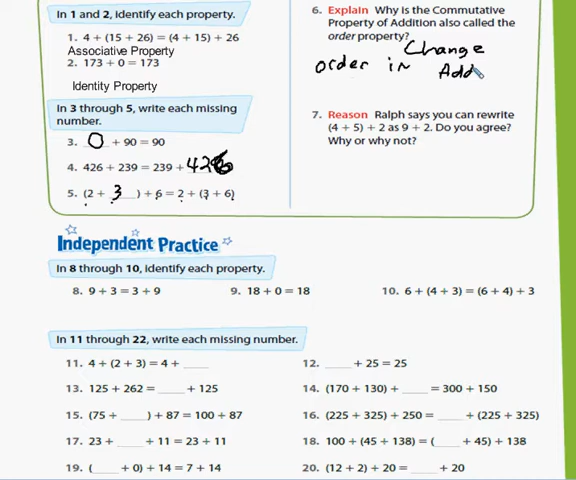 In 1 and 2, identify each property.
1. 4 + (15 + 26) = (4 + 15) + 26
Associative Property
2. 173 + 0 = 173
Identity Property
In 3 through 5, write each missing
number.
3. 0 + 90 = 90
4. 426 + 239 = 239 + 426
5. (2 + 3 ) + 6 = 2 + (3 + 6)
6. Explain Why is the Commutative
Property of Addition also called the
order property?
Change
order in Add
7. Reason Ralph says you can rewrite
(4 + 5) + 2 as 9 + 2. Do you agree?
Why or why not?
Independent Practice
In 8 through 10, identify each property.
8. 9 + 3 = 3 + 9 9. 18 + 0 = 18 10. 6 + (4 + 3) = (6 + 4) + 3
In 11 through 22, write each missing number.
11. 4 + (2 + 3) = 4 + ____ 12. ____ + 25 = 25
13. 125 + 262 = ____ + 125 14. (170 + 130) + ____ = 300 + 150
15. (75 + ____ ) + 87 = 100 + 87 16. (225 + 325) + 250 = ____ + (225 + 325)
17. 23 + ____ + 11 = 23 + 11 18. 100 + (45 + 138) = (____ + 45) + 138
19. (____ + 0) + 14 = 7 + 14 20. (12 + 2) + 20 = ____ + 20